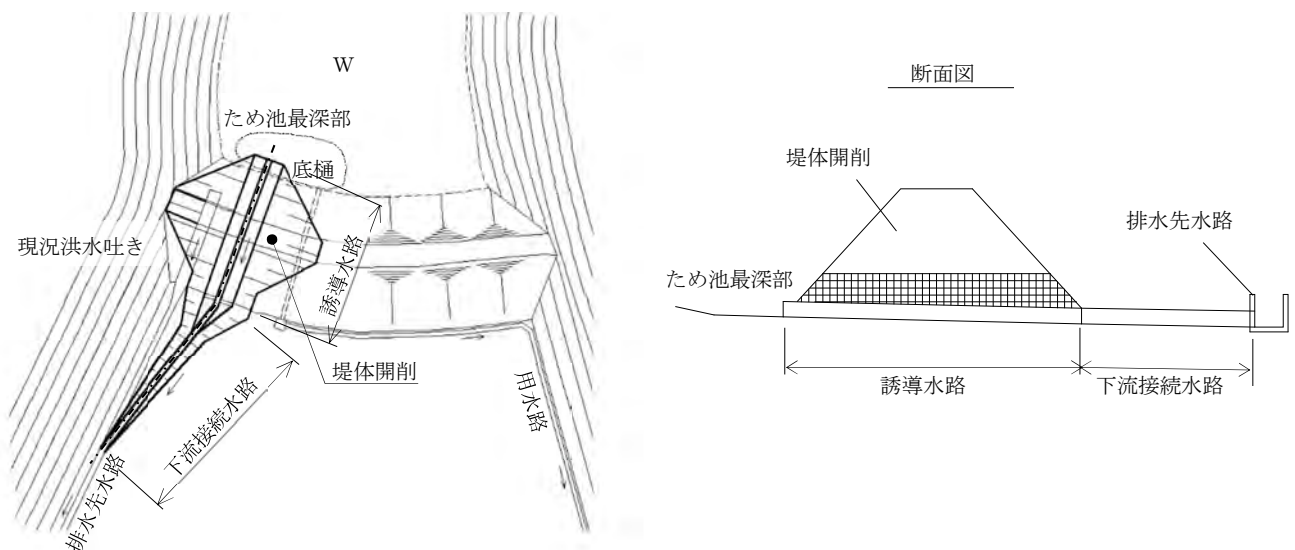 W
ため池最深部
底樋
現況洪水吐き
誘導水路
堤体開削
下流接続水路
用水路
排水先水路
断面図
堤体開削
排水先水路
ため池最深部
誘導水路
下流接続水路